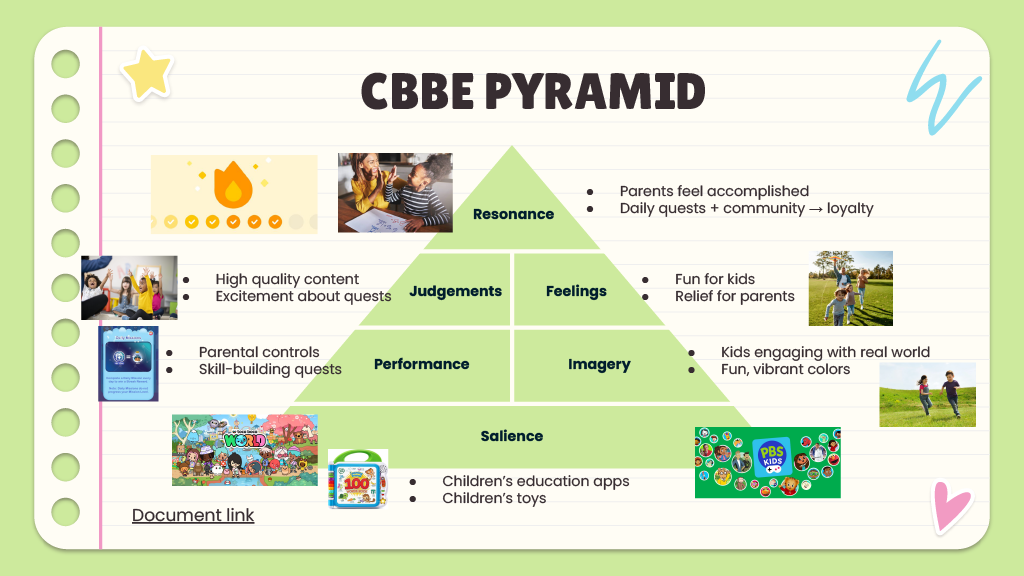 CBBE PYRAMID
Resonance
Parents feel accomplished
Daily quests + community → loyalty
High quality content
Excitement about quests
Judgements
Feelings
Fun for kids
Relief for parents
Parental controls
Skill-building quests
Performance
Imagery
Kids engaging with real world
Fun, vibrant colors
Salience
WORLD
100
PBS
KIDS
Children's education apps
Children's toys
Document link